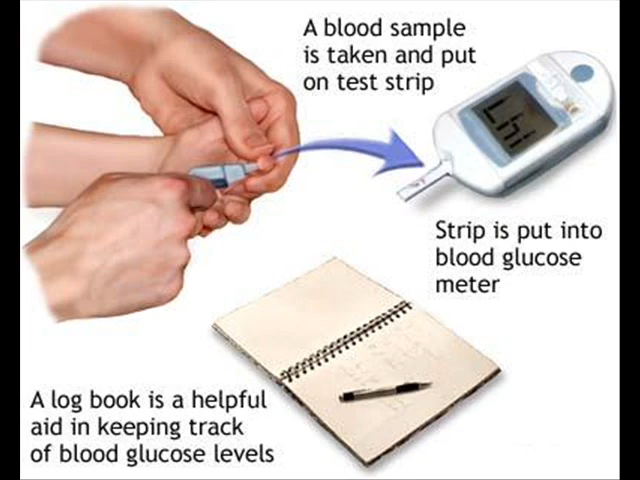 A blood sample
is taken and put
on test strip
Strip is put into
blood glucose
meter
A log book is a helpful
aid in keeping track
of blood glucose levels